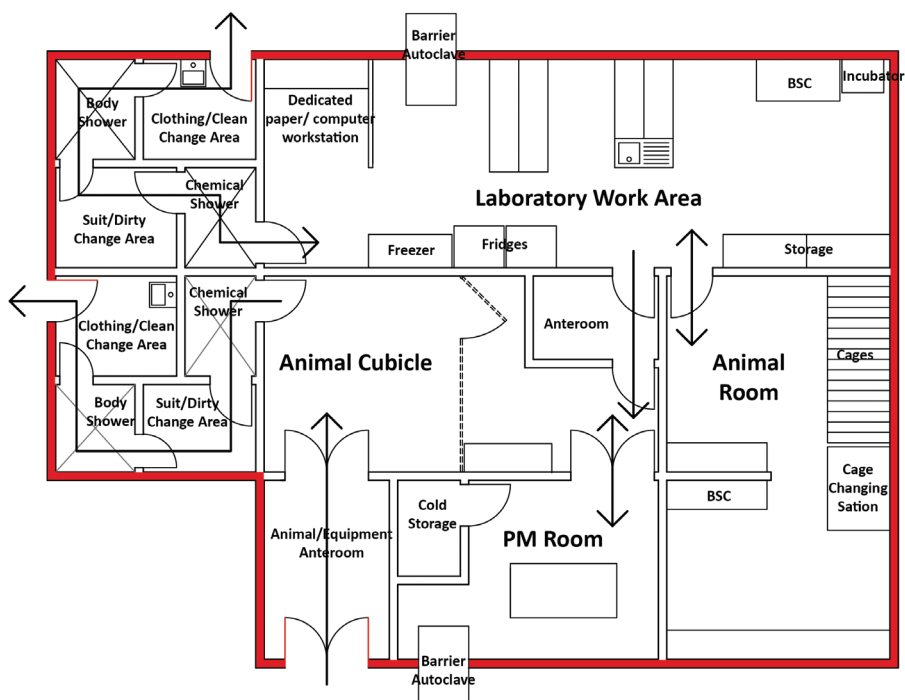 Barrier
Autoclave
BSC
Incubator
Body
Shower
Clothing/Clean
Change Area
Dedicated
paper/ computer
workstation
Chemical
Shower
Laboratory Work Area
Suit/Dirty
Change Area
Freezer
Fridges
Storage
Chemical
Shower
Clothing/Clean
Change Area
Anteroom
Animal Cubicle
Animal
Room
Cages
Body
Shower
Suit/Dirty
Change Area
Cage
Changing
Sation
BSC
Cold
Storage
Animal/Equipment
Anteroom
PM Room
Barrier
Autoclave